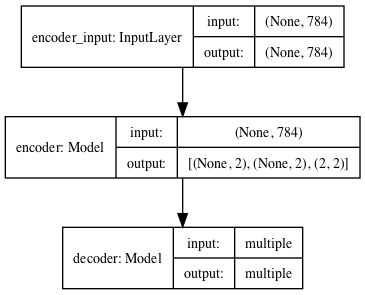 encoder_input: InputLayer
input: (None, 784)
output: (None, 784)
encoder: Model
input: (None, 784)
output: [(None, 2), (None, 2), (2, 2)]
decoder: Model
input: multiple
output: multiple